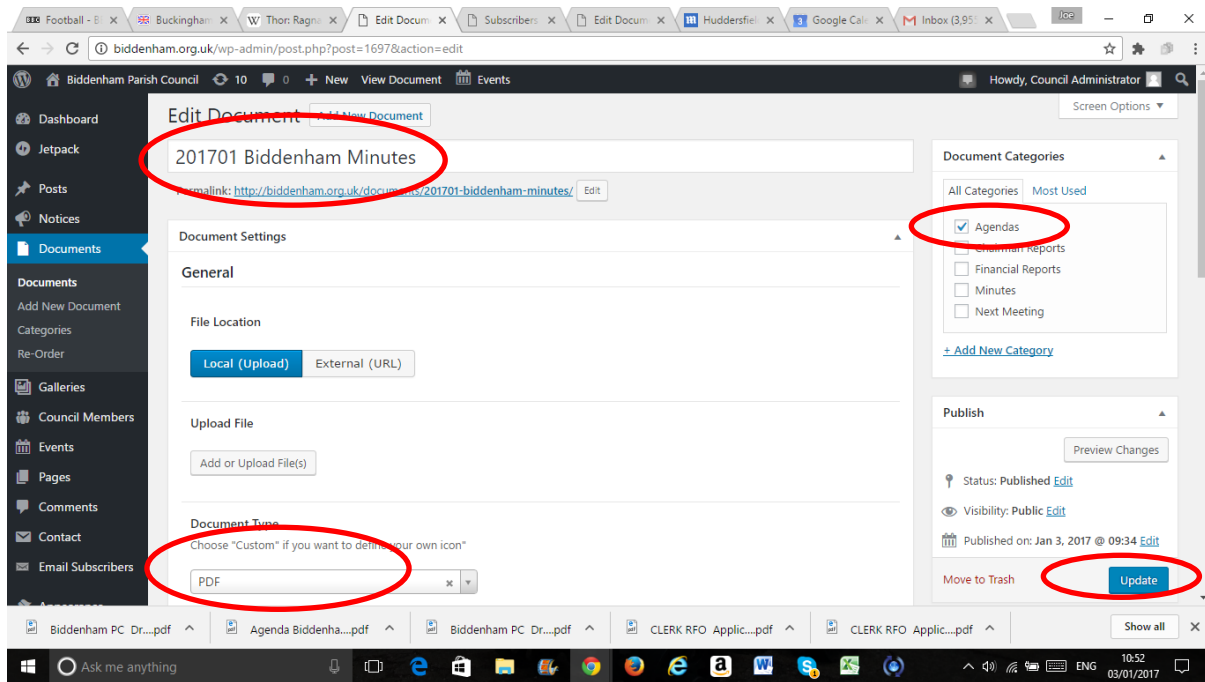 Football - B
Buckingham
Thor: Ragna
Edit Docum
Subscribers
Edit Docum
Huddersfiel
Google Cale
Inbox (3,95
Joe
biddenham.org.uk/wp-admin/post.php?post=1697&action=edit
Biddenham Parish Council 10 0 + New View Document Events Howdy, Council Administrator
Screen Options
Dashboard
Jetpack
Posts
Notices
Documents
Documents
Add New Document
Categories
Re-Order
Galleries
Council Members
Events
Pages
Comments
Contact
Email Subscribers
Appearance
Edit Document Add New Document
201701 Biddenham Minutes
Permalink: http://biddenham.org.uk/documents/201701-biddenham-minutes/ Edit
Document Settings
General
File Location
Local (Upload) External (URL)
Upload File
Add or Upload File(s)
Document Type
Choose "Custom" if you want to define your own icon"
PDF
Document Categories
All Categories Most Used
Agendas
Chairman Reports
Financial Reports
Minutes
Next Meeting
+ Add New Category
Publish
Preview Changes
Status: Published Edit
Visibility: Public Edit
Published on: Jan 3, 2017 @ 09:34 Edit
Move to Trash Update
Biddenham PC Dr....pdf Agenda Biddenha....pdf Biddenham PC Dr....pdf CLERK RFO Applic....pdf CLERK RFO Applic....pdf Show all
Ask me anything ENG 10:52
03/01/2017